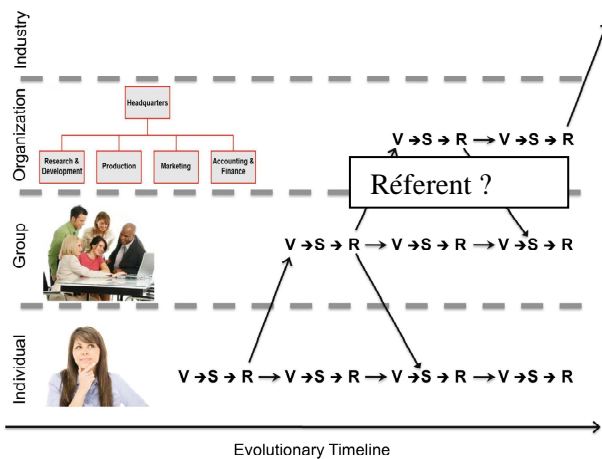 Industry
Organization
Headquarters
Research &
Development
Production
Marketing
Accounting &
Finance
V → S → R → V → S → R
Réferent ?
Group
V → S → R → V → S → R → V → S → R
Individual
V → S → R → V → S → R → V → S → R → V → S → R
Evolutionary Timeline